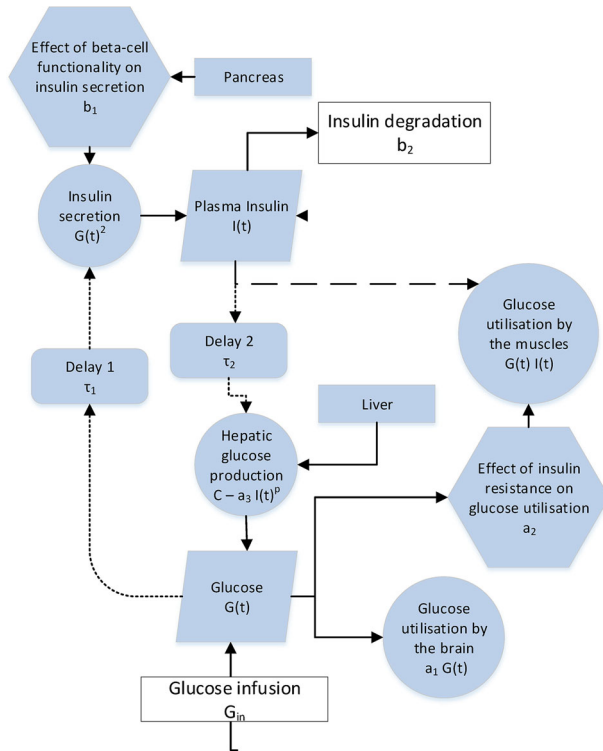 Effect of beta-cell
functionality on
insulin secretion
b₁
Pancreas
Insulin degradation
b₂
Insulin
secretion
G(t)²
Plasma Insulin
I(t)
Glucose
utilisation by
the muscles
G(t) I(t)
Delay 1
τ₁
Delay 2
τ₂
Liver
Hepatic
glucose
production
C – a₃ I(t)ᵖ
Effect of insulin
resistance on
glucose utilisation
a₂
Glucose
G(t)
Glucose
utilisation by
the brain
a₁ G(t)
Glucose infusion
Gᵢₙ